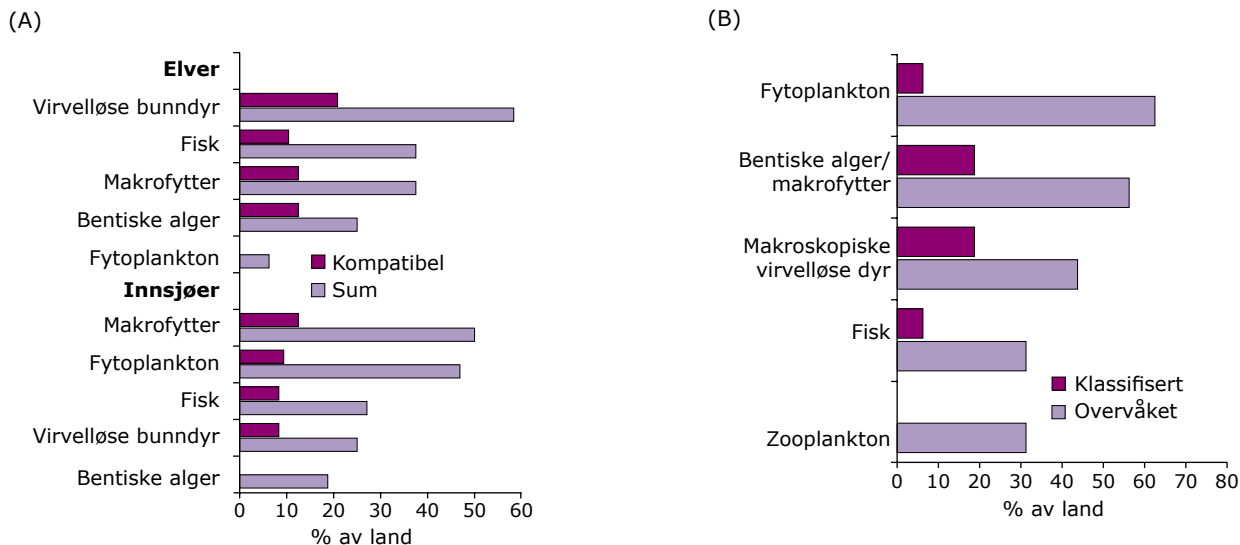 (A)
Elver
Virvelløse bunndyr
Fisk
Makrofytter
Bentiske alger
Fytoplankton
Kompatibel
Innsjøer
Sum
Makrofytter
Fytoplankton
Fisk
Virvelløse bunndyr
Bentiske alger
0 10 20 30 40 50 60
% av land
(B)
Fytoplankton
Bentiske alger/
makrofytter
Makroskopiske
virvelløse dyr
Fisk
Klassifisert
Overvåket
Zooplankton
0 10 20 30 40 50 60 70 80
% av land